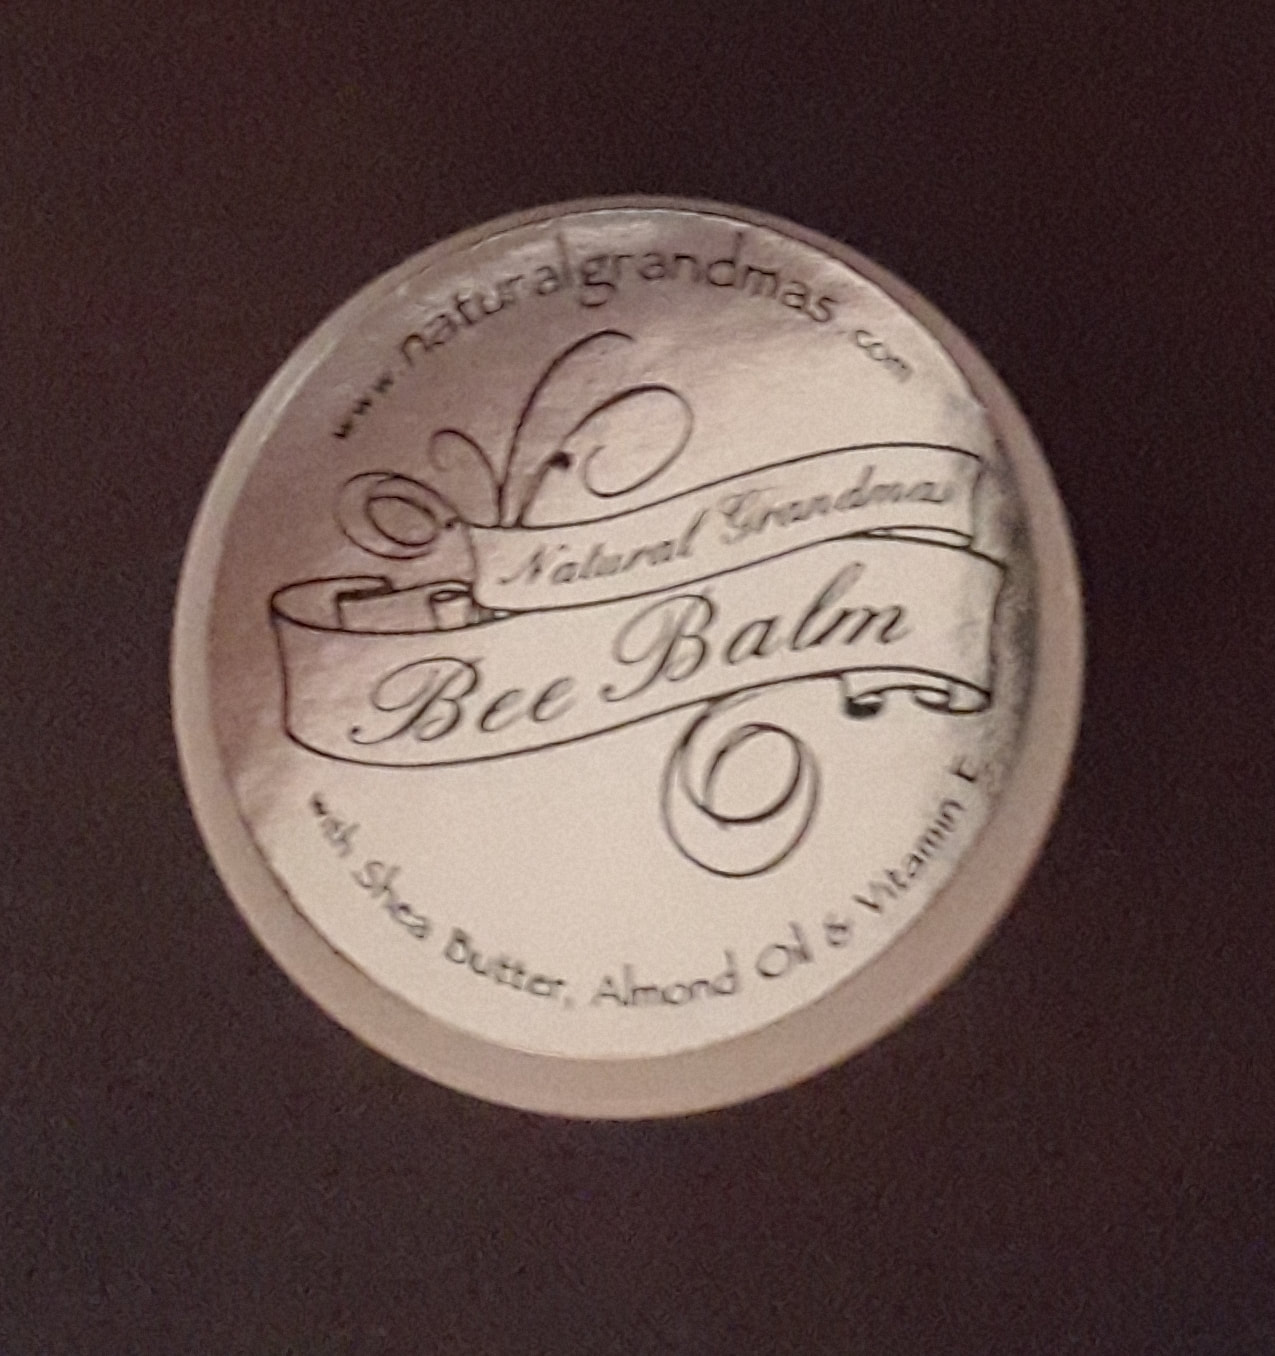 www.naturalgrandmas.com
Natural Grandmas
Bee Balm
with Shea Butter, Almond Oil & Vitamin E